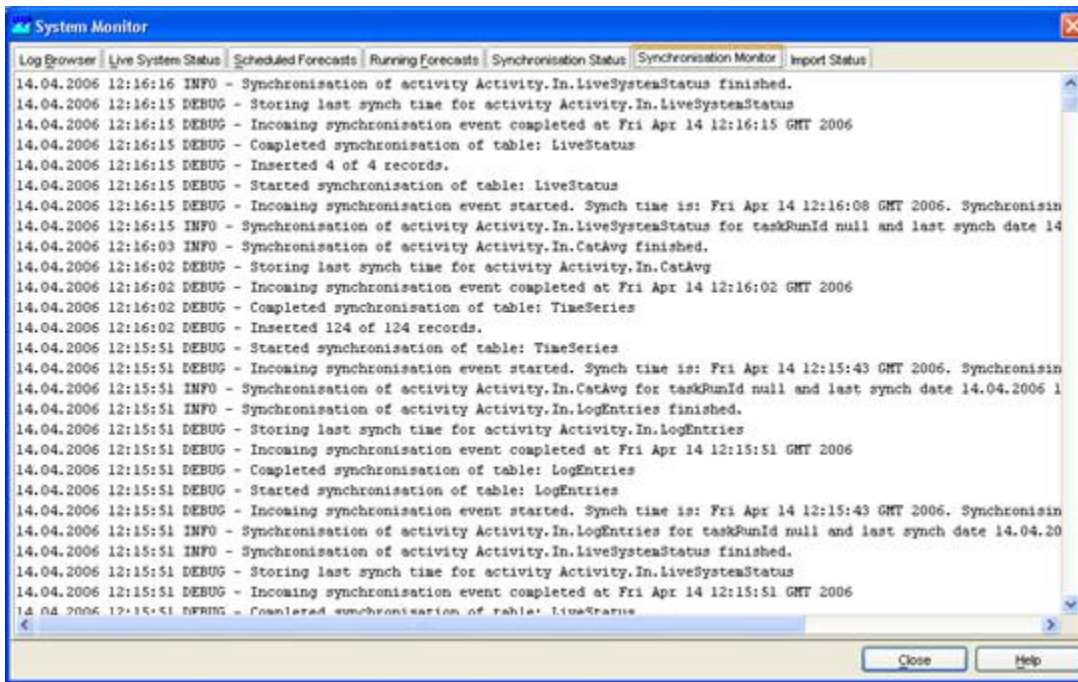 System Monitor
Log Browser Live System Status Scheduled Forecasts Running Forecasts Synchronisation Status Synchronisation Monitor Import Status
14.04.2006 12:16:16 INFO - Synchronisation of activity Activity.In.LiveSystemStatus finished.
14.04.2006 12:16:15 DEBUG - Storing last synch time for activity Activity.In.LiveSystemStatus
14.04.2006 12:16:15 DEBUG - Incoming synchronisation event completed at Fri Apr 14 12:16:15 GMT 2006
14.04.2006 12:16:15 DEBUG - Completed synchronisation of table: LiveStatus
14.04.2006 12:16:15 DEBUG - Inserted 4 of 4 records.
14.04.2006 12:16:15 DEBUG - Started synchronisation of table: LiveStatus
14.04.2006 12:16:15 DEBUG - Incoming synchronisation event started. Synch time is: Fri Apr 14 12:16:08 GMT 2006. Synchronisin
14.04.2006 12:16:15 INFO - Synchronisation of activity Activity.In.LiveSystemStatus for taskRunId null and last synch date 14
14.04.2006 12:16:03 INFO - Synchronisation of activity Activity.In.CatAvg finished.
14.04.2006 12:16:02 DEBUG - Storing last synch time for activity Activity.In.CatAvg
14.04.2006 12:16:02 DEBUG - Incoming synchronisation event completed at Fri Apr 14 12:16:02 GMT 2006
14.04.2006 12:16:02 DEBUG - Completed synchronisation of table: TimeSeries
14.04.2006 12:16:02 DEBUG - Inserted 124 of 124 records.
14.04.2006 12:15:51 DEBUG - Started synchronisation of table: TimeSeries
14.04.2006 12:15:51 DEBUG - Incoming synchronisation event started. Synch time is: Fri Apr 14 12:15:43 GMT 2006. Synchronisin
14.04.2006 12:15:51 INFO - Synchronisation of activity Activity.In.CatAvg for taskRunId null and last synch date 14.04.2006 1
14.04.2006 12:15:51 INFO - Synchronisation of activity Activity.In.LogEntries finished.
14.04.2006 12:15:51 DEBUG - Storing last synch time for activity Activity.In.LogEntries
14.04.2006 12:15:51 DEBUG - Incoming synchronisation event completed at Fri Apr 14 12:15:51 GMT 2006
14.04.2006 12:15:51 DEBUG - Completed synchronisation of table: LogEntries
14.04.2006 12:15:51 DEBUG - Started synchronisation of table: LogEntries
14.04.2006 12:15:51 DEBUG - Incoming synchronisation event started. Synch time is: Fri Apr 14 12:15:43 GMT 2006. Synchronisin
14.04.2006 12:15:51 INFO - Synchronisation of activity Activity.In.LogEntries for taskRunId null and last synch date 14.04.20
14.04.2006 12:15:51 INFO - Synchronisation of activity Activity.In.LiveSystemStatus finished.
14.04.2006 12:15:51 DEBUG - Storing last synch time for activity Activity.In.LiveSystemStatus
14.04.2006 12:15:51 DEBUG - Incoming synchronisation event completed at Fri Apr 14 12:15:51 GMT 2006
14.04.2006 12:15:51 DEBUG - Completed synchronisation of table: LiveStatus
Close Help